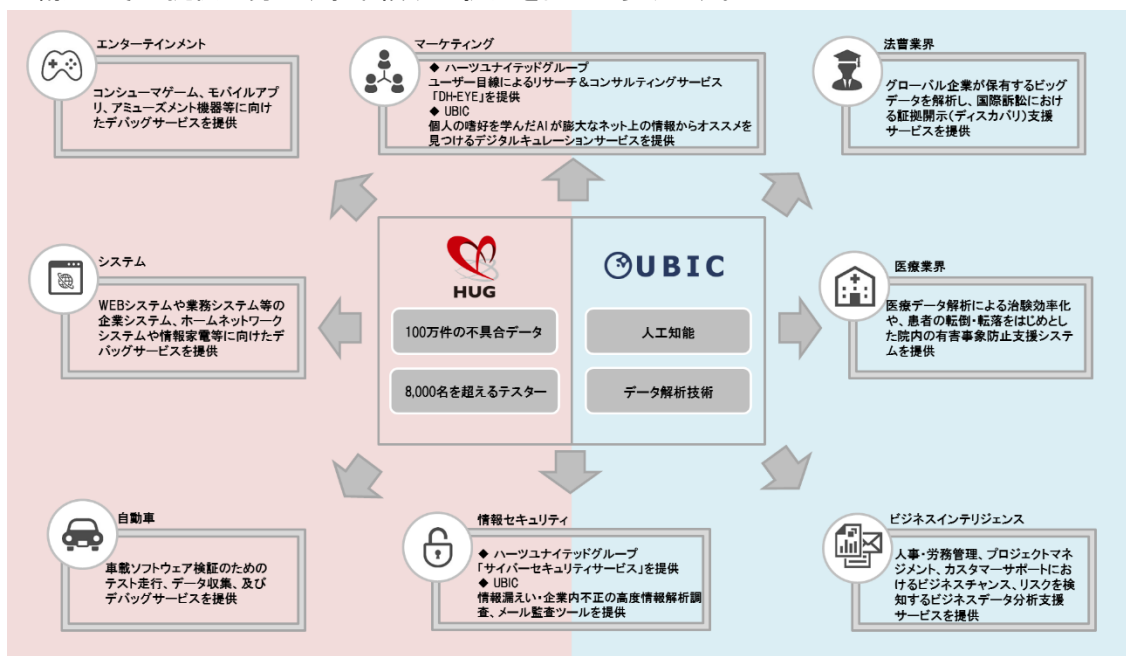 エンターテインメント
コンシューマゲーム、モバイルアプ
リ、アミューズメント機器等に向け
たデバッグサービスを提供
マーケティング
◆ ハーツユナイテッドグループ
ユーザー目線によるリサーチ&コンサルティングサービス
「DH-EYE」を提供
◆ UBIC
個人の嗜好を学んだAIが膨大なネット上の情報からオススメを
見つけるデジタルキュレーションサービスを提供
法曹業界
グローバル企業が保有するビッグ
データを解析し、国際訴訟におけ
る証拠開示(ディスカバリ)支援
サービスを提供
システム
WEBシステムや業務システム等の
企業システム、ホームネットワーク
システムや情報家電等に向けたデ
バッグサービスを提供
HUG
100万件の不具合データ
8,000名を超えるテスター
UBIC
人工知能
データ解析技術
医療業界
医療データ解析による治験効率化
や、患者の転倒・転落をはじめとし
た院内の有害事象防止支援システ
ムを提供
自動車
車載ソフトウェア検証のための
テスト走行、データ収集、及び
デバッグサービスを提供
情報セキュリティ
◆ ハーツユナイテッドグループ
「サイバーセキュリティサービス」を提供
◆ UBIC
情報漏えい・企業内不正の高度情報解析調
査、メール監査ツールを提供
ビジネスインテリジェンス
人事・労務管理、プロジェクトマネ
ジメント、カスタマーサポートにお
けるビジネスチャンス、リスクを検
知するビジネスデータ分析支援
サービスを提供